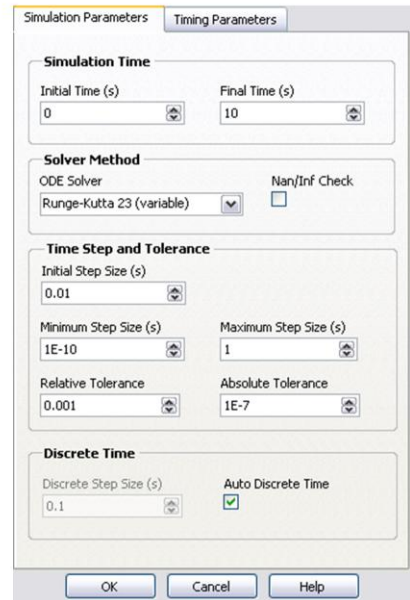 Simulation Parameters Timing Parameters
Simulation Time
Initial Time (s) Final Time (s)
0 10
Solver Method
ODE Solver Nan/Inf Check
Runge-Kutta 23 (variable)
Time Step and Tolerance
Initial Step Size (s)
0.01
Minimum Step Size (s) Maximum Step Size (s)
1E-10 1
Relative Tolerance Absolute Tolerance
0.001 1E-7
Discrete Time
Discrete Step Size (s) Auto Discrete Time
0.1
OK Cancel Help